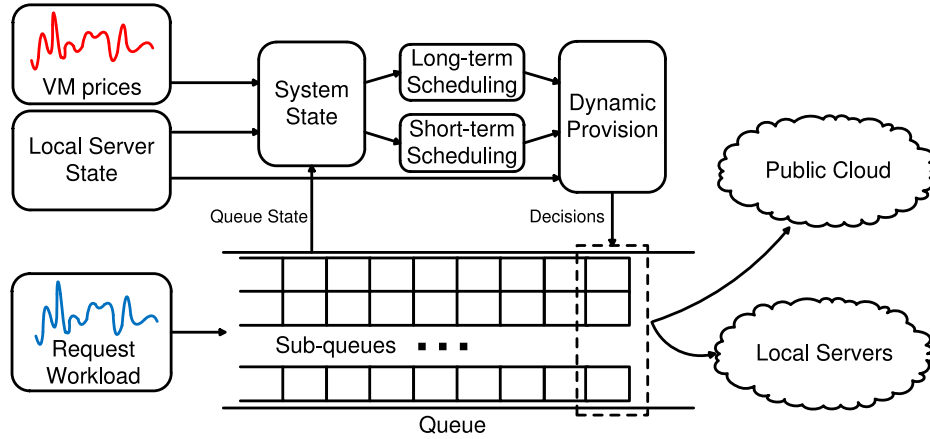 VM prices
Local Server
State
System
State
Long-term
Scheduling
Short-term
Scheduling
Dynamic
Provision
Public Cloud
Queue State
Decisions
Request
Workload
Sub-queues
Local Servers
Queue